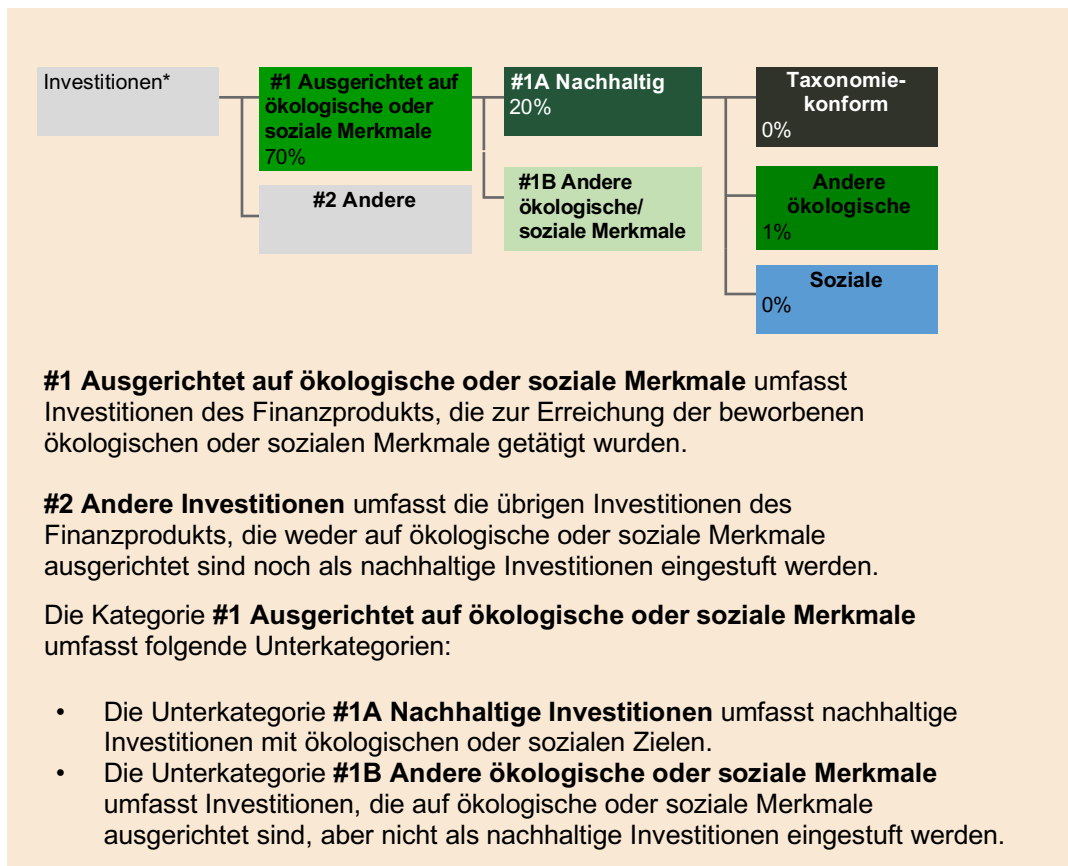 Investitionen*
#1 Ausgerichtet auf
ökologische oder
soziale Merkmale
70%
#2 Andere
#1A Nachhaltig
20%
#1B Andere
ökologische/
soziale Merkmale
Taxonomie-
konform
0%
Andere
ökologische
1%
Soziale
0%
#1 Ausgerichtet auf ökologische oder soziale Merkmale umfasst
Investitionen des Finanzprodukts, die zur Erreichung der beworbenen
ökologischen oder sozialen Merkmale getätigt wurden.
#2 Andere Investitionen umfasst die übrigen Investitionen des
Finanzprodukts, die weder auf ökologische oder soziale Merkmale
ausgerichtet sind noch als nachhaltige Investitionen eingestuft werden.
Die Kategorie #1 Ausgerichtet auf ökologische oder soziale Merkmale
umfasst folgende Unterkategorien:
• Die Unterkategorie #1A Nachhaltige Investitionen umfasst nachhaltige
Investitionen mit ökologischen oder sozialen Zielen.
• Die Unterkategorie #1B Andere ökologische oder soziale Merkmale
umfasst Investitionen, die auf ökologische oder soziale Merkmale
ausgerichtet sind, aber nicht als nachhaltige Investitionen eingestuft werden.